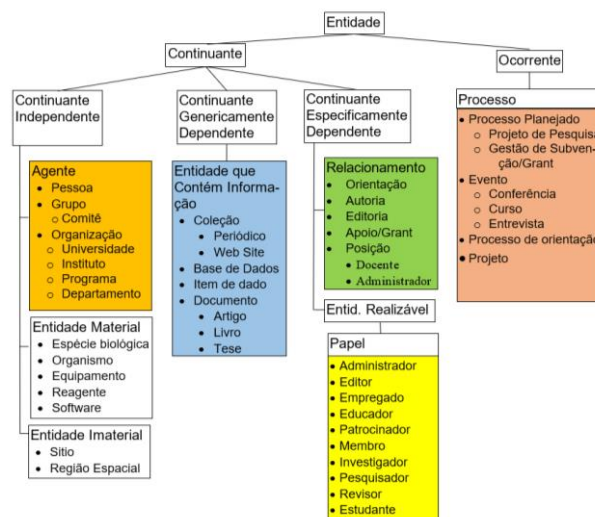 Entidade
Continuante
Ocorrente
Continuante
Independente
Continuante
Genericamente
Dependente
Continuante
Especificamente
Dependente
Processo
• Processo Planejado
o Projeto de Pesquisa
o Gestão de Subven-
ção/Grant
• Evento
o Conferência
o Curso
o Entrevista
• Processo de orientação
• Projeto
Agente
• Pessoa
• Grupo
o Comitê
• Organização
o Universidade
o Instituto
o Programa
o Departamento
Entidade que
Contém Informa-
ção
• Coleção
• Periódico
• Web Site
• Base de Dados
• Item de dado
• Documento
• Artigo
• Livro
• Tese
Relacionamento
• Orientação
• Autoria
• Editoria
• Apoio/Grant
• Posição
• Docente
• Administrador
Entidade Material
• Espécie biológica
• Organismo
• Equipamento
• Reagente
• Software
Entidade Imaterial
• Sitio
• Região Espacial
Entid. Realizável
Papel
• Administrador
• Editor
• Empregado
• Educador
• Patrocinador
• Membro
• Investigador
• Pesquisador
• Revisor
• Estudante